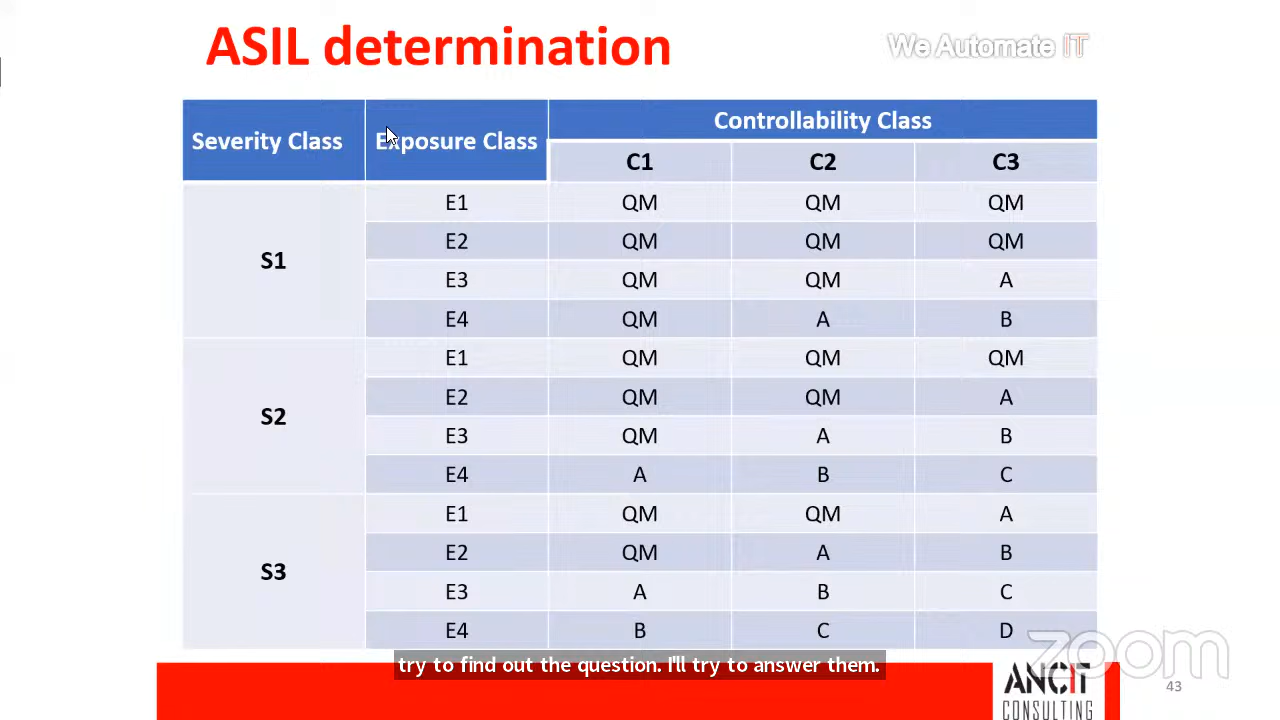 ASIL determination
We Automate IT
Severity Class Exposure Class Controllability Class
C1 C2 C3
S1
E1 QM QM QM
E2 QM QM QM
E3 QM QM A
E4 QM A B
S2
E1 QM QM QM
E2 QM QM A
E3 QM A B
E4 A B C
S3
E1 QM QM A
E2 QM A B
E3 A B C
E4 B C D
zoom
try to find out the question. I'll try to answer them.
ANCIT
CONSULTING
43